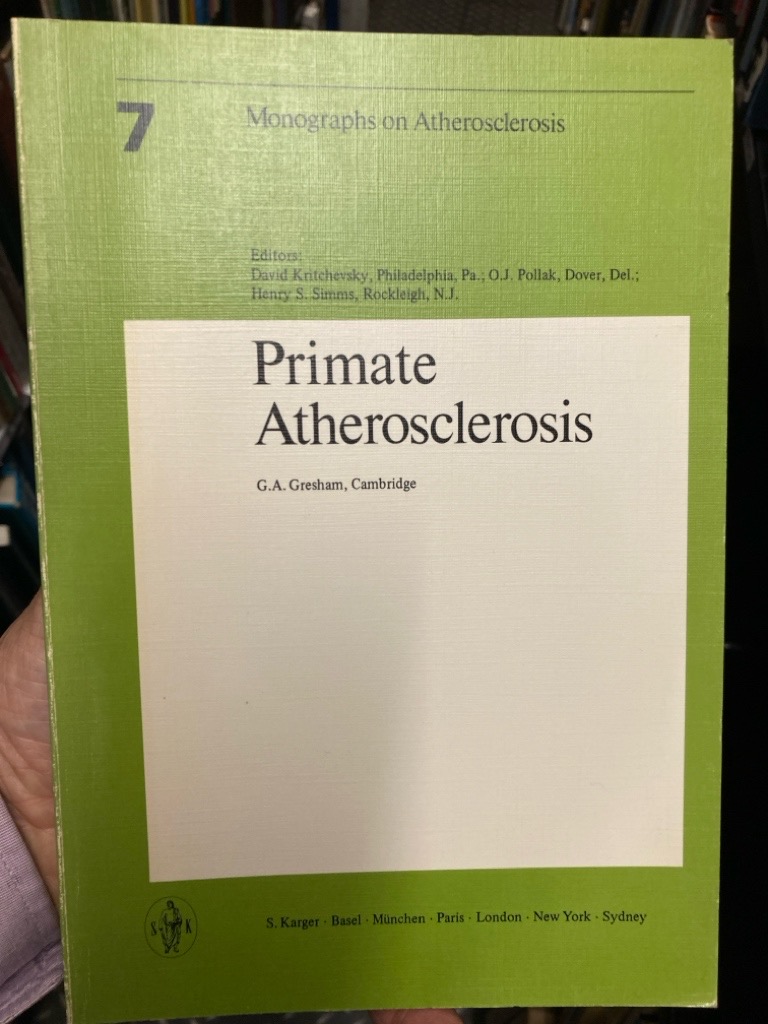 7
Monographs on Atherosclerosis
Editors:
David Kritchevsky, Philadelphia, Pa.; O.J. Pollak, Dover, Del.;
Henry S. Simms, Rockleigh, N.J.
Primate
Atherosclerosis
G.A. Gresham, Cambridge
S K
S. Karger · Basel · München · Paris · London · New York · Sydney